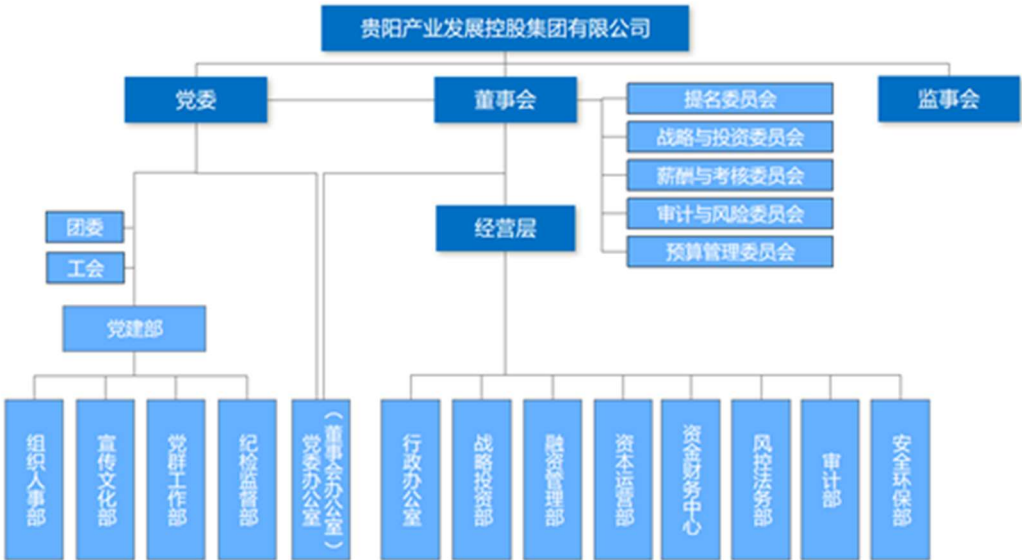 贵阳产业发展控股集团有限公司
党委
董事会
监事会
提名委员会
战略与投资委员会
薪酬与考核委员会
审计与风险委员会
预算管理委员会
经营层
团委
工会
党建部
组织人事部
宣传文化部
党群工作部
纪检监督部
党委办公室
（董事会办公室）
行政办公室
战略投资部
融资管理部
资本运营部
资金财务中心
风控法务部
审计部
安全环保部